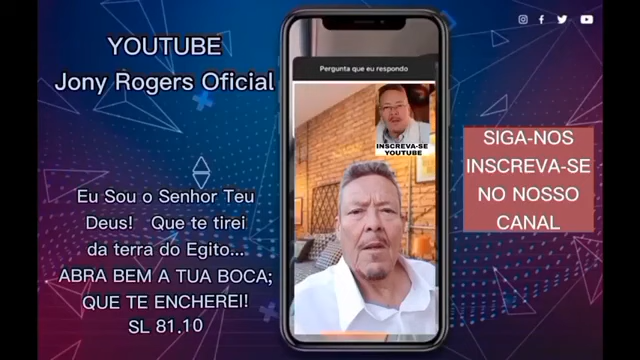 YOUTUBE
Jony Rogers Oficial
Eu Sou o Senhor Teu
Deus! Que te tirei
da terra do Egito...
ABRA BEM A TUA BOCA;
QUE TE ENCHEREI!
SL 81.10
Pergunta que eu respondo
INSCREVA-SE
YOUTUBE
SIGA-NOS
INSCREVA-SE
NO NOSSO
CANAL